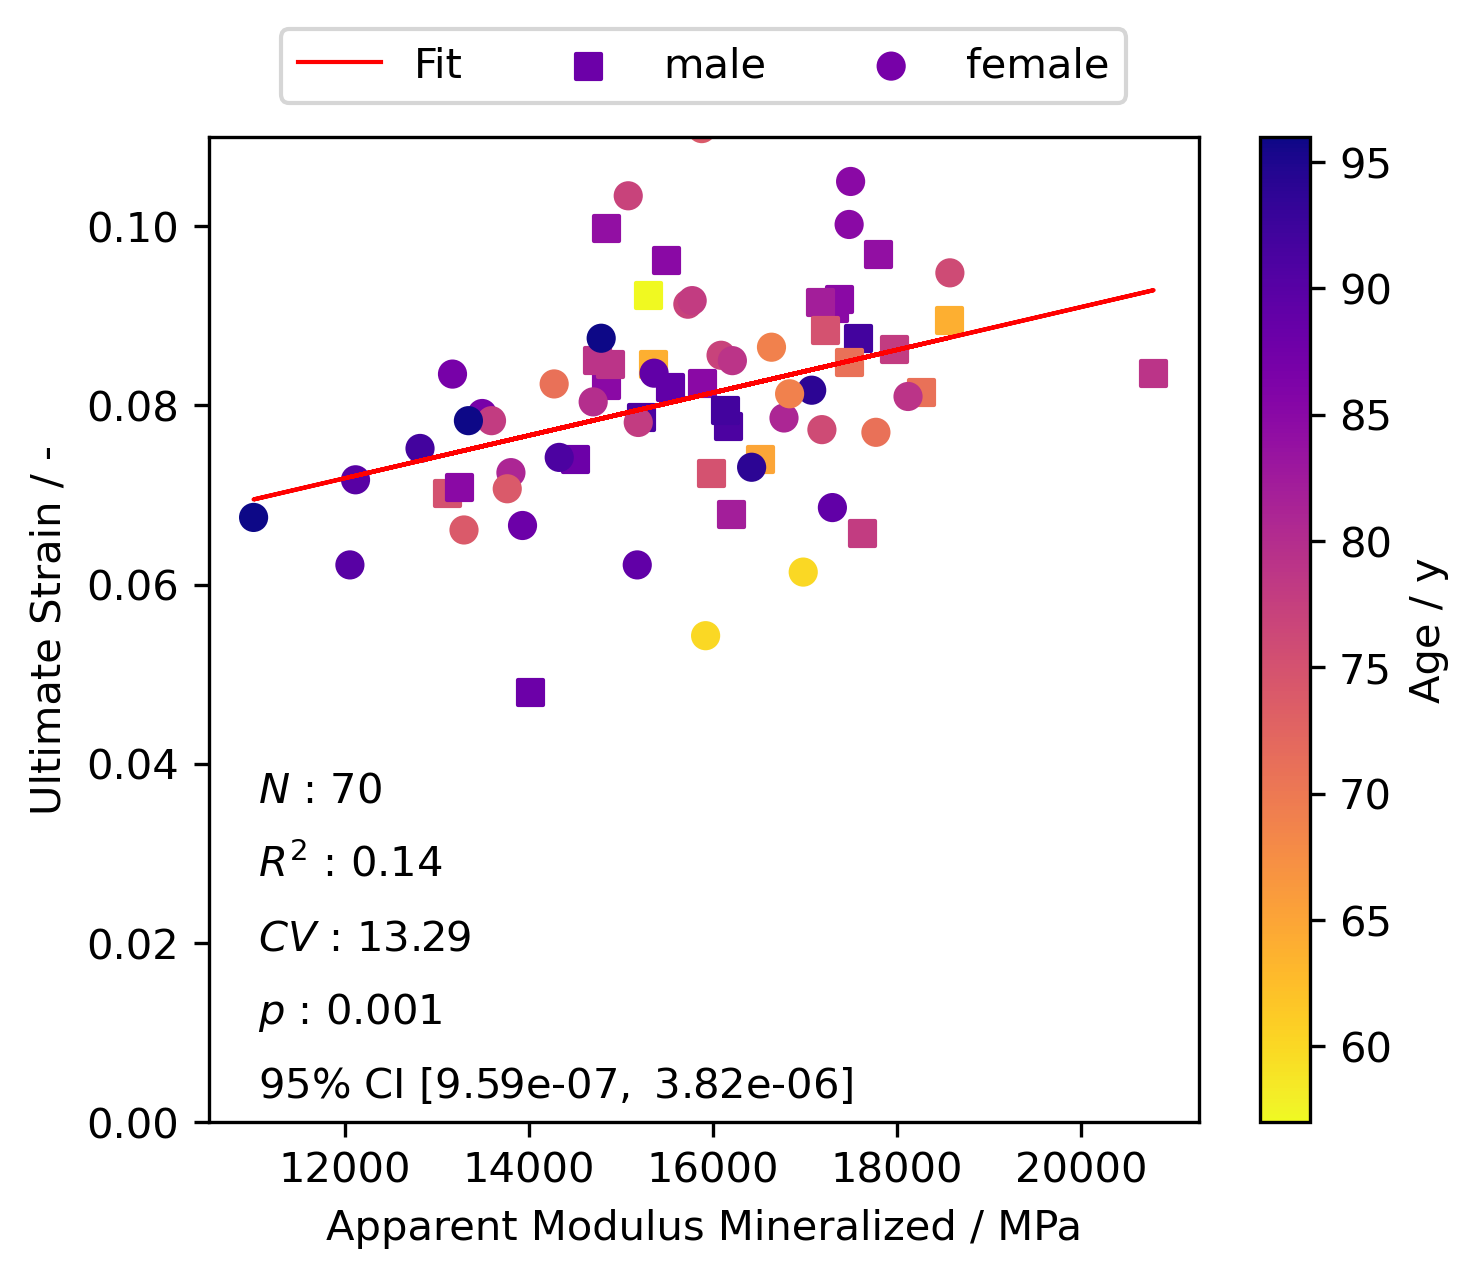 Fit male female
0.10
0.08
0.06
0.04
0.02
0.00
Ultimate Strain / -
N : 70
R² : 0.14
CV : 13.29
p : 0.001
95% CI [9.59e-07, 3.82e-06]
12000 14000 16000 18000 20000
Apparent Modulus Mineralized / MPa
95
90
85
80
75
70
65
60
Age / y